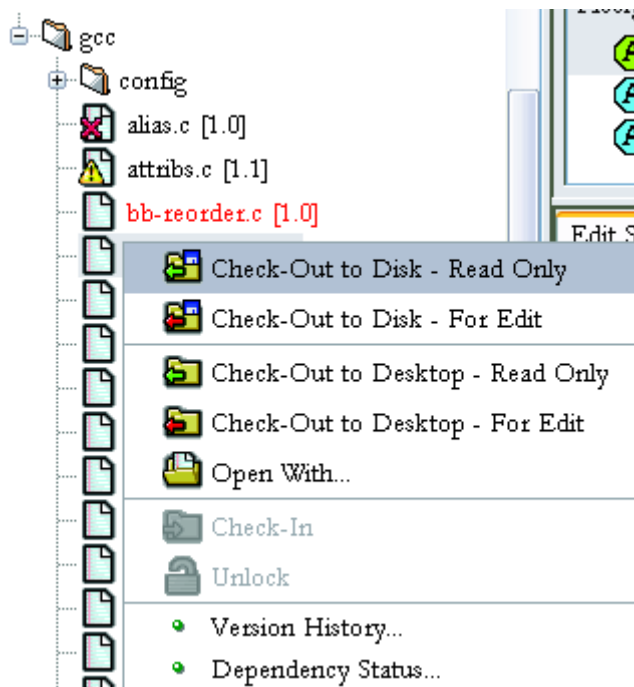 gcc
config
alias.c [1.0]
attribs.c [1.1]
bb-reorder.c [1.0]
Edit S
Check-Out to Disk - Read Only
Check-Out to Disk - For Edit
Check-Out to Desktop - Read Only
Check-Out to Desktop - For Edit
Open With...
Check-In
Unlock
Version History...
Dependency Status...